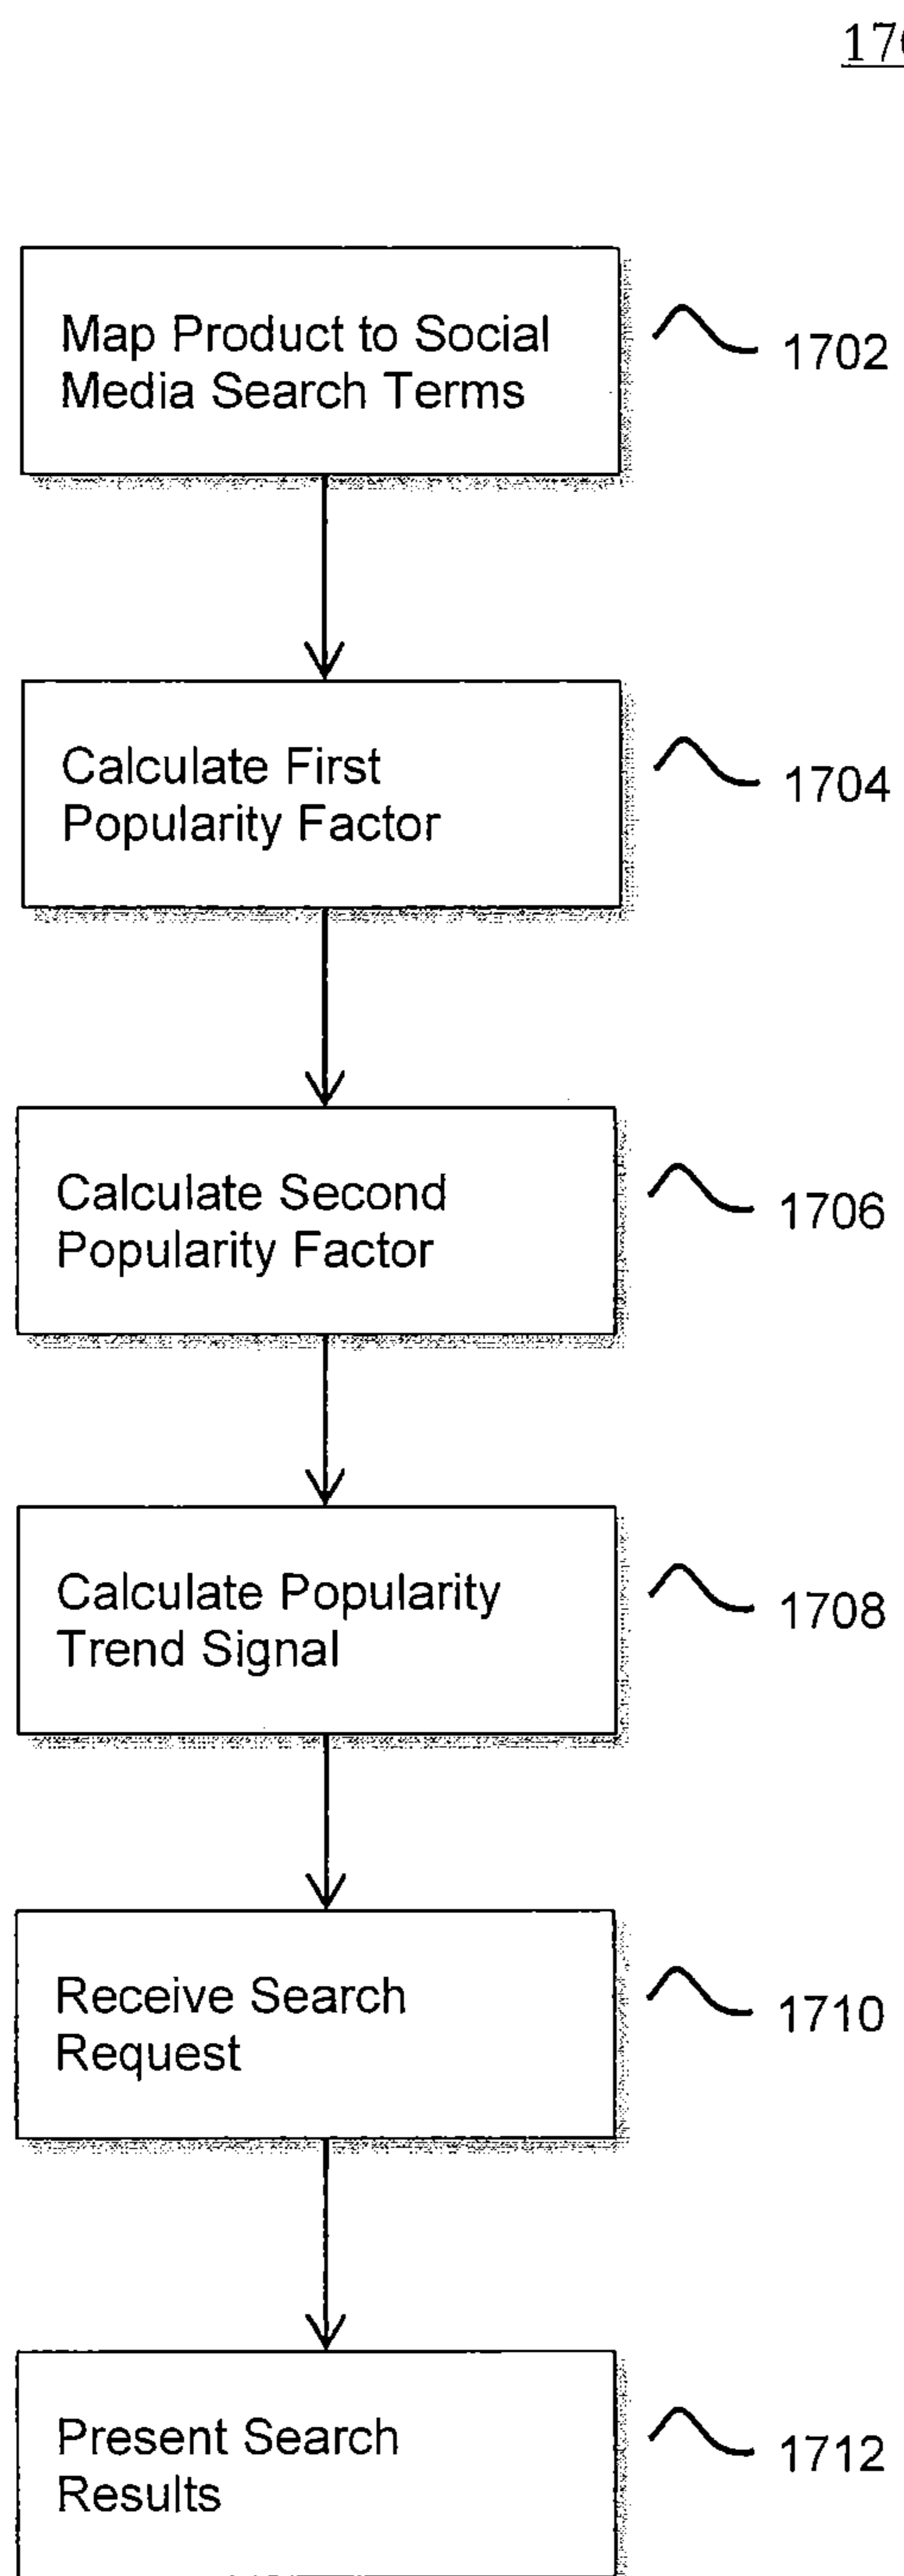 Map Product to Social
Media Search Terms
1702
Calculate First
Popularity Factor
1704
Calculate Second
Popularity Factor
1706
Calculate Popularity
Trend Signal
1708
Receive Search
Request
1710
Present Search
Results
1712